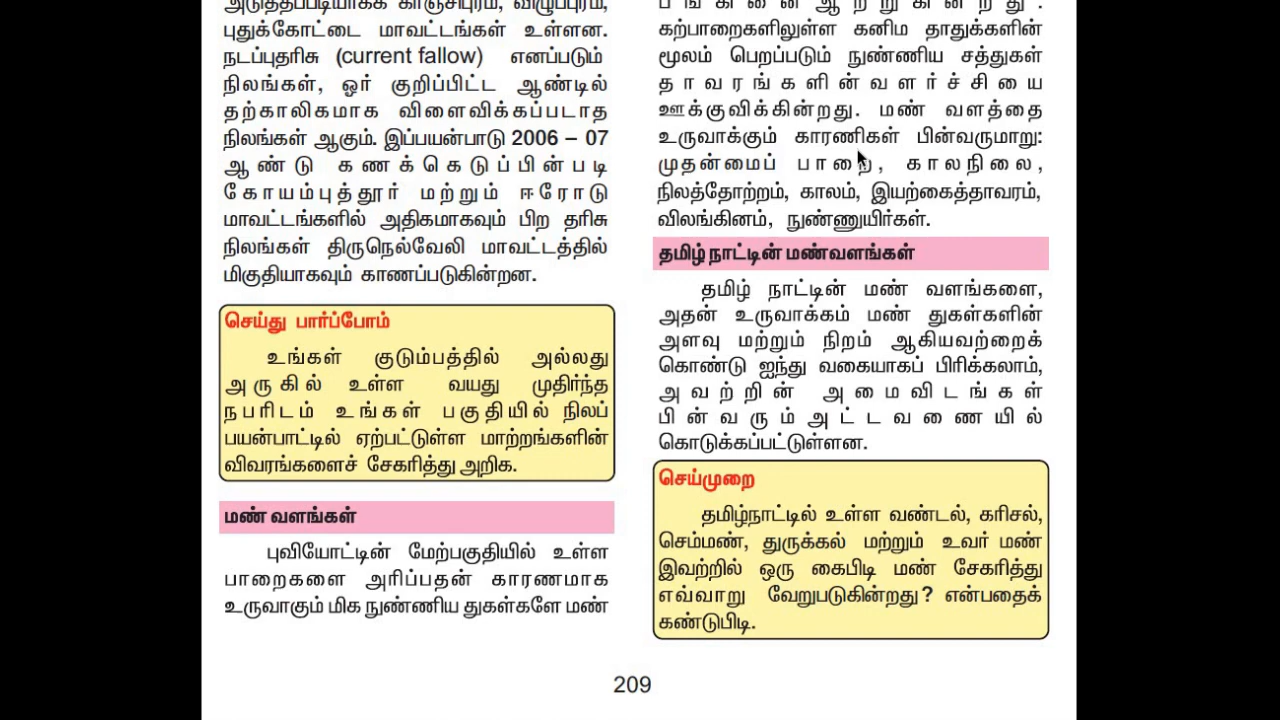 அடுத்தப்படியாகக் காஞ்சிபுரம், விழுப்புரம்,
புதுக்கோட்டை மாவட்டங்கள் உள்ளன.
நடப்புதரிசு (current fallow) எனப்படும்
நிலங்கள், ஓர் குறிப்பிட்ட ஆண்டில்
தற்காலிகமாக விளைவிக்கப்படாத
நிலங்கள் ஆகும். இப்பயன்பாடு 2006 – 07
ஆண்டு கணக்கெடுப்பின்படி
கோயம்புத்தூர் மற்றும் ஈரோடு
மாவட்டங்களில் அதிகமாகவும் பிற தரிசு
நிலங்கள் திருநெல்வேலி மாவட்டத்தில்
மிகுதியாகவும் காணப்படுகின்றன.
செய்து பார்ப்போம்
உங்கள் குடும்பத்தில் அல்லது
அருகில் உள்ள வயது முதிர்ந்த
நபரிடம் உங்கள் பகுதியில் நிலப்
பயன்பாட்டில் ஏற்பட்டுள்ள மாற்றங்களின்
விவரங்களைச் சேகரித்து அறிக.
மண் வளங்கள்
புவியோட்டின் மேற்பகுதியில் உள்ள
பாறைகளை அரிப்பதன் காரணமாக
உருவாகும் மிக நுண்ணிய துகள்களே மண்
பங்கினை ஆற்றுகின்றது.
கற்பாறைகளிலுள்ள கனிம தாதுக்களின்
மூலம் பெறப்படும் நுண்ணிய சத்துகள்
தாவரங்களின்வளர்ச்சியை
ஊக்குவிக்கின்றது. மண் வளத்தை
உருவாக்கும் காரணிகள் பின்வருமாறு:
முதன்மைப் பாறை, காலநிலை,
நிலத்தோற்றம், காலம், இயற்கைத்தாவரம்,
விலங்கினம், நுண்ணுயிர்கள்.
தமிழ் நாட்டின் மண்வளங்கள்
தமிழ் நாட்டின் மண் வளங்களை,
அதன் உருவாக்கம் மண் துகள்களின்
அளவு மற்றும் நிறம் ஆகியவற்றைக்
கொண்டு ஐந்து வகையாகப் பிரிக்கலாம்,
அவற்றின் அமைவிடங்கள்
பின்வரும்அட்டவணையில்
கொடுக்கப்பட்டுள்ளன.
செய்முறை
தமிழ்நாட்டில் உள்ள வண்டல், கரிசல்,
செம்மண், துருக்கல் மற்றும் உவர் மண்
இவற்றில் ஒரு கைபிடி மண் சேகரித்து
எவ்வாறு வேறுபடுகின்றது? என்பதைக்
கண்டுபிடி.
209